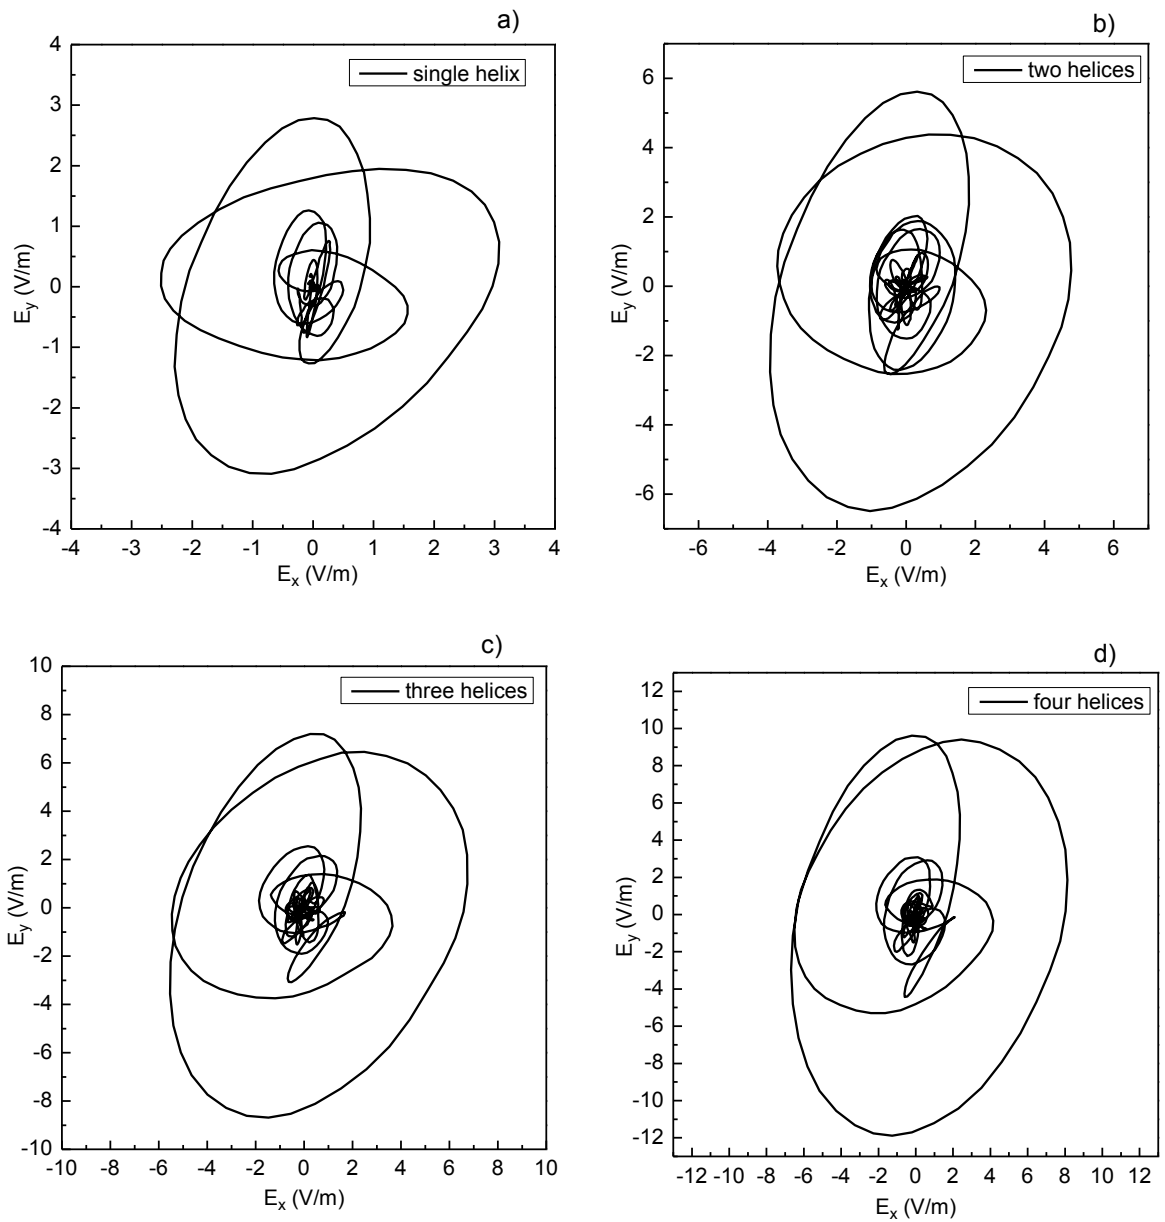 a)
single helix
4
3
2
1
0
-1
-2
-3
-4
E_y (V/m)
-4 -3 -2 -1 0 1 2 3 4
E_x (V/m)
b)
two helices
6
4
2
0
-2
-4
-6
E_y (V/m)
-6 -4 -2 0 2 4 6
E_x (V/m)
c)
three helices
10
8
6
4
2
0
-2
-4
-6
-8
-10
E_y (V/m)
-10 -8 -6 -4 -2 0 2 4 6 8 10
E_x (V/m)
d)
four helices
12
10
8
6
4
2
0
-2
-4
-6
-8
-10
-12
E_y (V/m)
-12 -10 -8 -6 -4 -2 0 2 4 6 8 10 12
E_x (V/m)